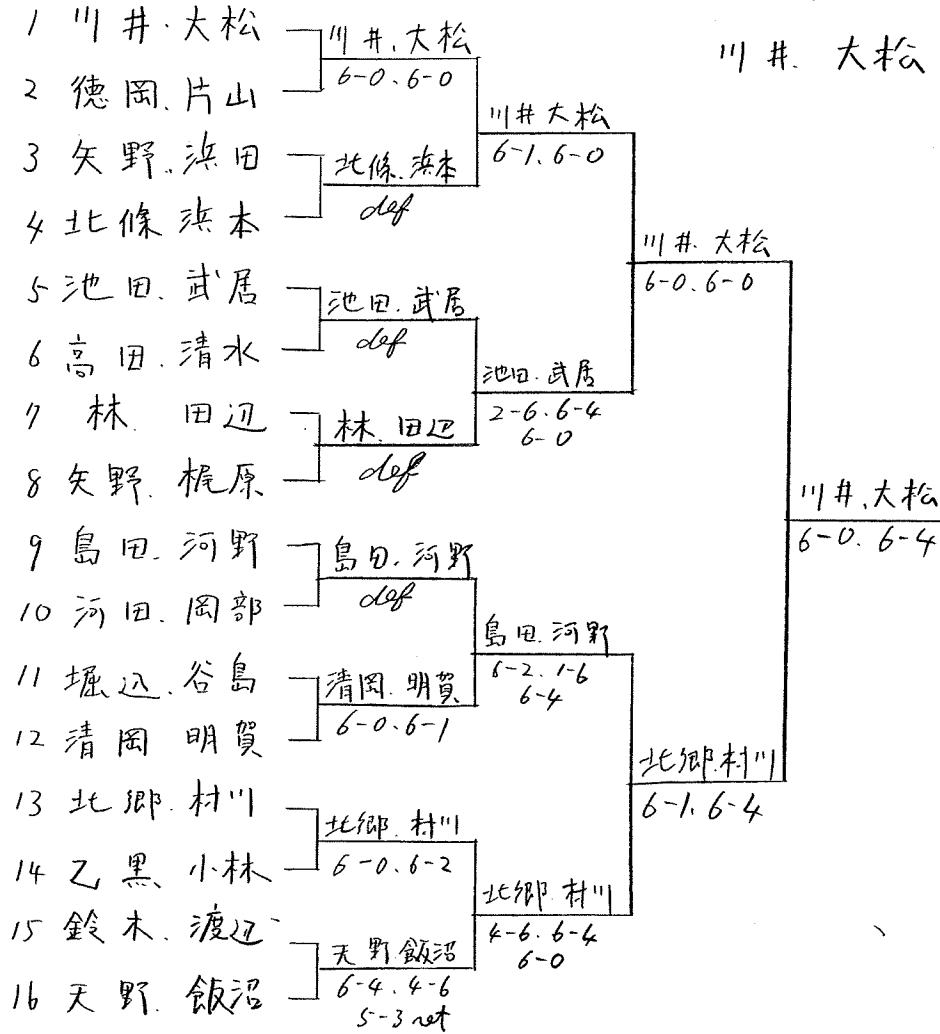 1 川井・大松
2 徳岡.片山
3 矢野.浜田
4 北條 浜本
5 池田.武居
6 高田.清水
7 林.田辺
8 矢野.梶原
9 島田.河野
10 河田.岡部
11 堀込.谷島
12 清岡 明賀
13 北郷.村川
14 乙黒 小林
15 鈴木.渡辺
16 天野.飯沼
川井.大松
6-0.6-0
北條.浜本
def
池田.武居
def
林.田辺
def
島田.河野
def
清岡.明賀
6-0.6-1
北郷.村川
6-0.6-2
天野 飯沼
6-4.4-6
5-3 ret
川井 大松
6-1.6-0
池田.武居
2-6.6-4
6-0
島田.河野
6-2.1-6
6-4
北郷.村川
4-6.6-4
6-0
川井.大松
6-0.6-0
北郷.村川
6-1.6-4
川井.大松
6-0.6-4
川井.大松